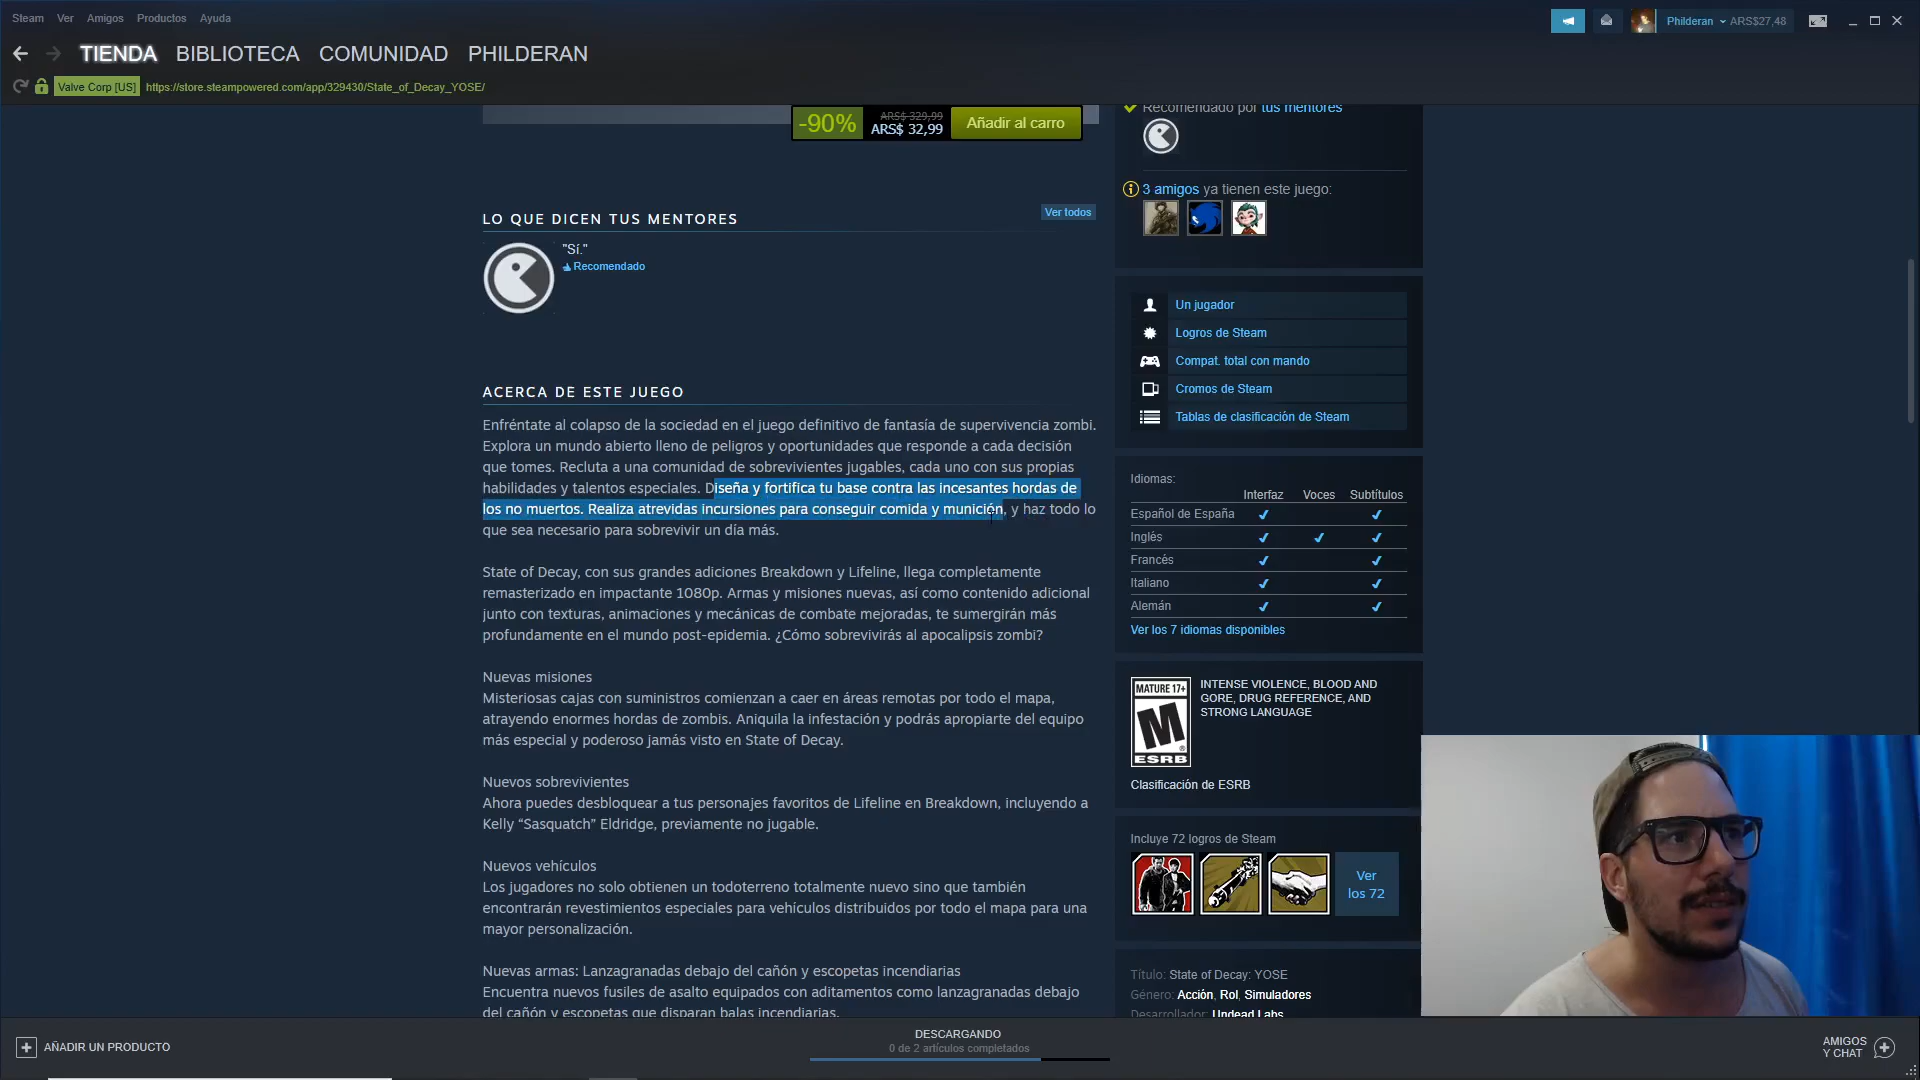 Steam Ver Amigos Productos Ayuda
Philderan ARS$27,48
TIENDA BIBLIOTECA COMUNIDAD PHILDERAN
Valve Corp [US] https://store.steampowered.com/app/329430/State_of_Decay_YOSE/
-90% ARS$ 329,99 ARS$ 32,99 Añadir al carro
LO QUE DICEN TUS MENTORES
Ver todos
"Sí."
Recomendado
ACERCA DE ESTE JUEGO
Enfréntate al colapso de la sociedad en el juego definitivo de fantasía de supervivencia zombi.
Explora un mundo abierto lleno de peligros y oportunidades que responde a cada decisión
que tomes. Recluta a una comunidad de sobrevivientes jugables, cada uno con sus propias
habilidades y talentos especiales. Diseña y fortifica tu base contra las incesantes hordas de
los no muertos. Realiza atrevidas incursiones para conseguir comida y munición, y haz todo lo
que sea necesario para sobrevivir un día más.
State of Decay, con sus grandes adiciones Breakdown y Lifeline, llega completamente
remasterizado en impactante 1080p. Armas y misiones nuevas, así como contenido adicional
junto con texturas, animaciones y mecánicas de combate mejoradas, te sumergirán más
profundamente en el mundo post-epidemia. ¿Cómo sobrevivirás al apocalipsis zombi?
Nuevas misiones
Misteriosas cajas con suministros comienzan a caer en áreas remotas por todo el mapa,
atrayendo enormes hordas de zombis. Aniquila la infestación y podrás apropiarte del equipo
más especial y poderoso jamás visto en State of Decay.
Nuevos sobrevivientes
Ahora puedes desbloquear a tus personajes favoritos de Lifeline en Breakdown, incluyendo a
Kelly “Sasquatch” Eldridge, previamente no jugable.
Nuevos vehículos
Los jugadores no solo obtienen un todoterreno totalmente nuevo sino que también
encontrarán revestimientos especiales para vehículos distribuidos por todo el mapa para una
mayor personalización.
Nuevas armas: Lanzagranadas debajo del cañón y escopetas incendiarias
Encuentra nuevos fusiles de asalto equipados con aditamentos como lanzagranadas debajo
del cañón y escopetas que disparan balas incendiarias.
Recomendado por tus mentores
3 amigos ya tienen este juego:
Un jugador
Logros de Steam
Compat. total con mando
Cromos de Steam
Tablas de clasificación de Steam
Idiomas:
Interfaz Voces Subtítulos
Español de España
Inglés
Francés
Italiano
Alemán
Ver los 7 idiomas disponibles
MATURE 17+
M
ESRB
INTENSE VIOLENCE, BLOOD AND
GORE, DRUG REFERENCE, AND
STRONG LANGUAGE
Clasificación de ESRB
Incluye 72 logros de Steam
Ver
los 72
Título: State of Decay: YOSE
Género: Acción, Rol, Simuladores
Desarrollador: Undead Labs
AÑADIR UN PRODUCTO
DESCARGANDO
0 de 2 artículos completados
AMIGOS
Y CHAT